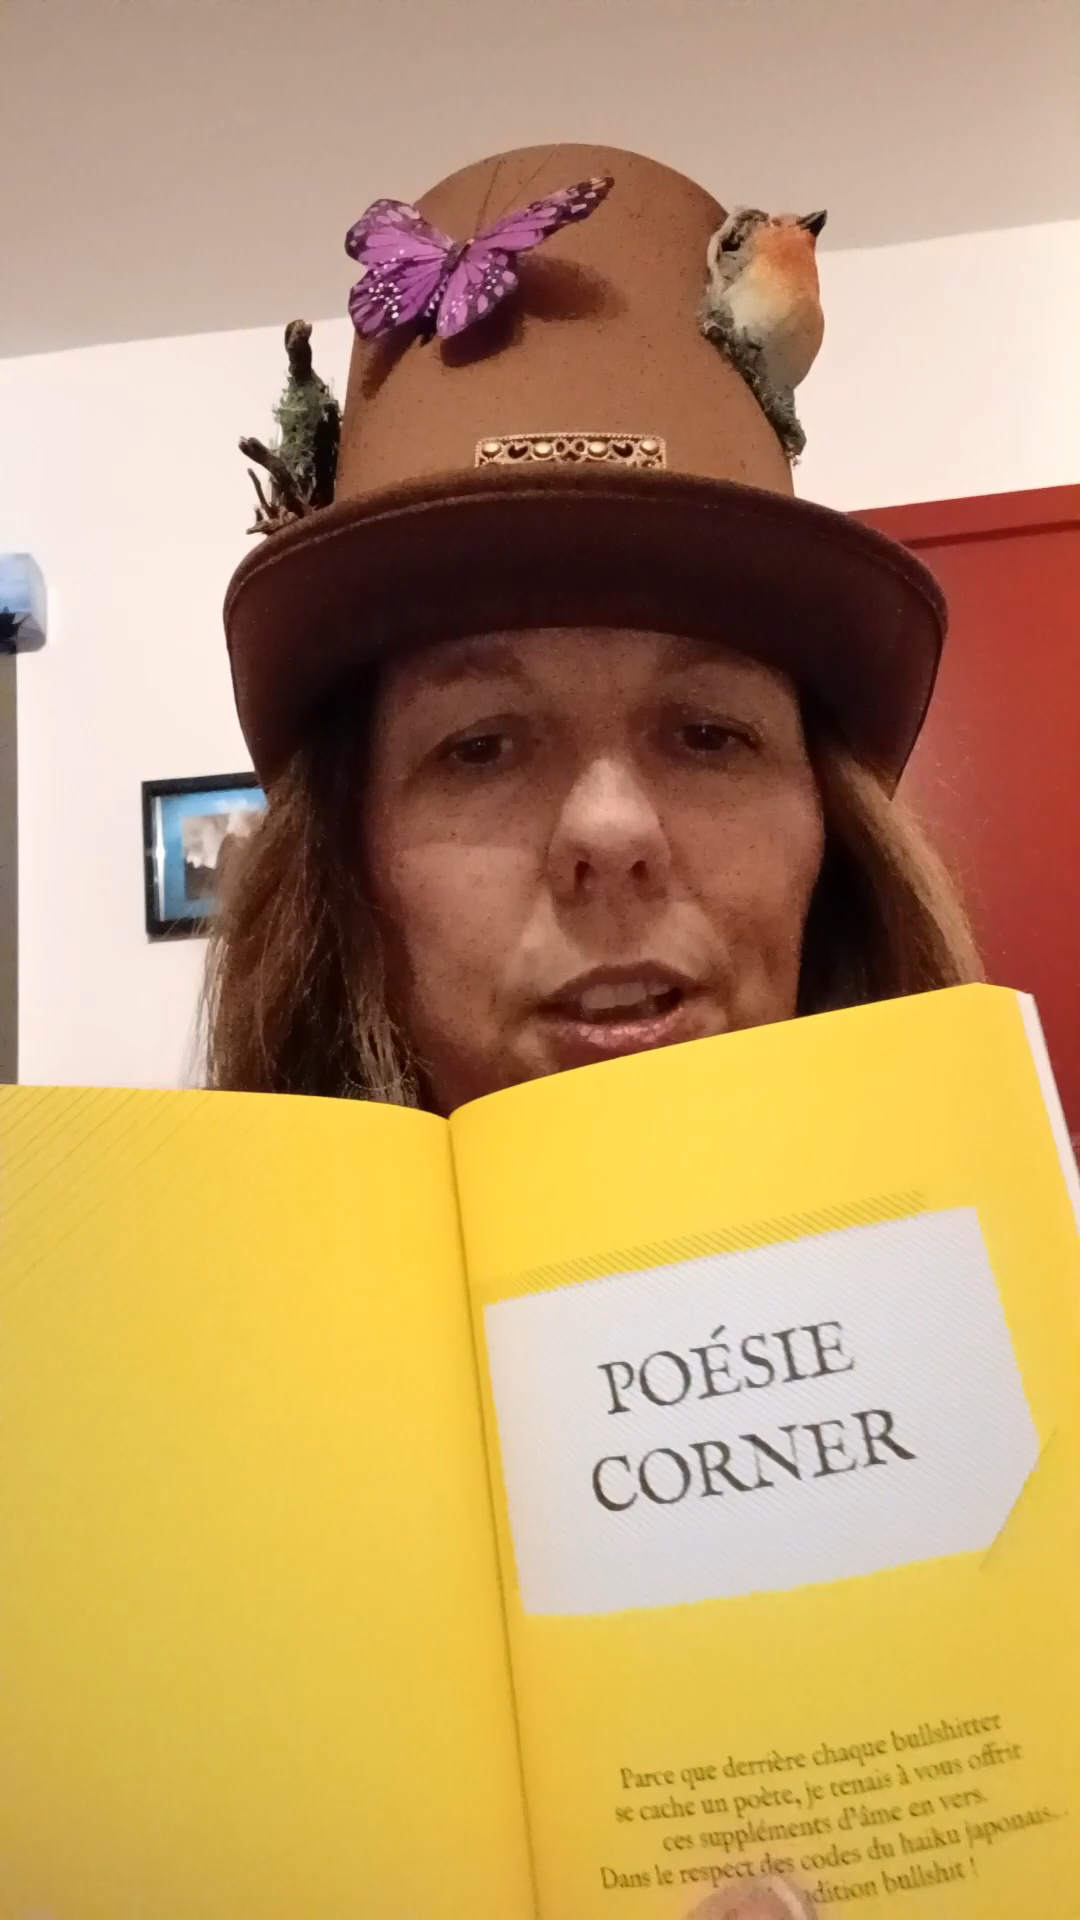 POÉSIE
CORNER
Parce que derrière chaque bullshitter
se cache un poète, je tenais à vous offrir
ces suppléments d'âme en vers.
Dans le respect des codes du haïku japonais...
bullshit !